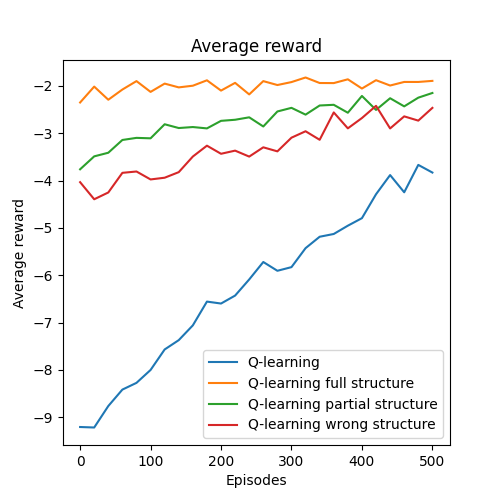 Average reward
−2
−3
−4
−5
−6
−7
−8
−9
Average reward
Q-learning
Q-learning full structure
Q-learning partial structure
Q-learning wrong structure
0 100 200 300 400 500
Episodes